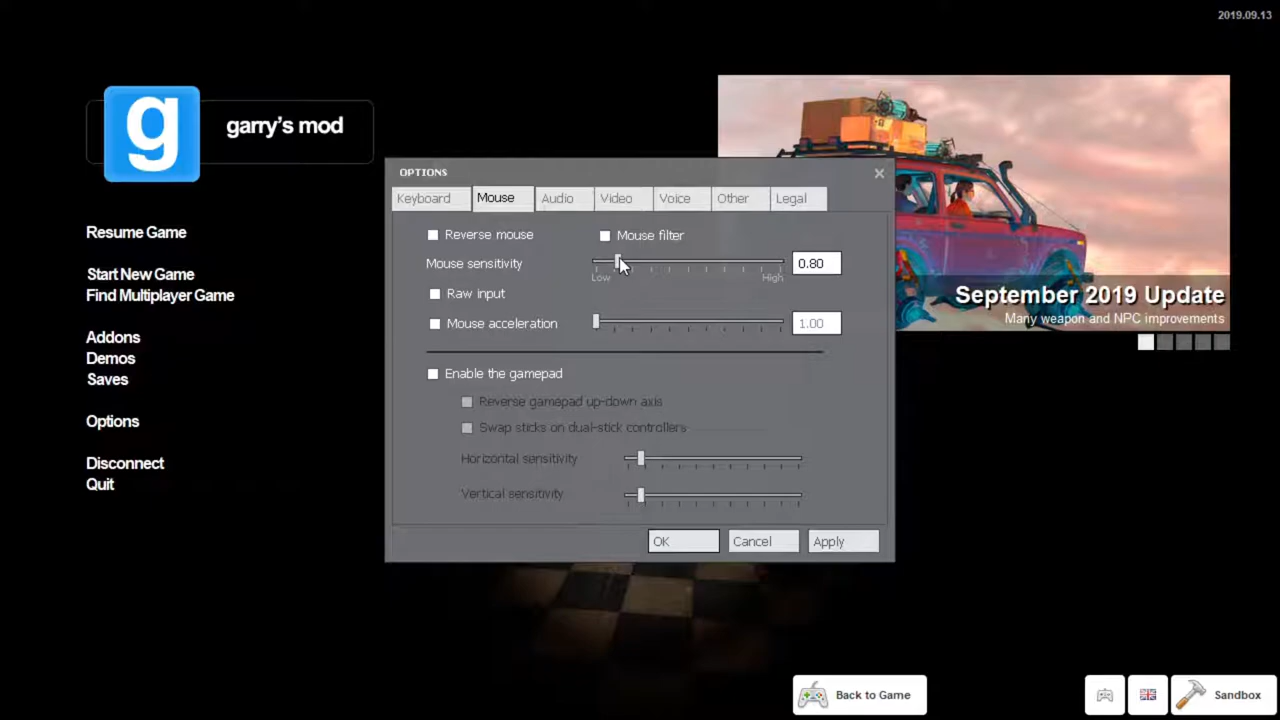 2019.09.13
g
garry's mod
Resume Game
Start New Game
Find Multiplayer Game
Addons
Demos
Saves
Options
Disconnect
Quit
OPTIONS
Keyboard Mouse Audio Video Voice Other Legal
Reverse mouse Mouse filter
Mouse sensitivity 0.80
Low High
Raw input
Mouse acceleration 1.00
Enable the gamepad
Reverse gamepad up-down axis
Swap sticks on dual-stick controllers
Horizontal sensitivity
Vertical sensitivity
OK Cancel Apply
September 2019 Update
Many weapon and NPC improvements
Back to Game
Sandbox